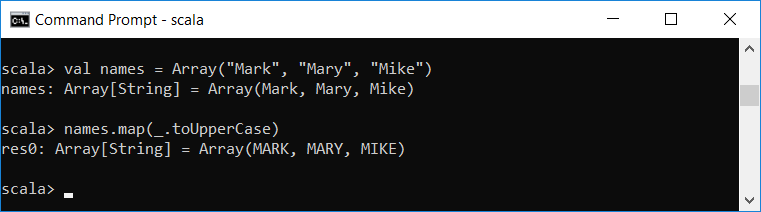 Command Prompt - scala
scala> val names = Array("Mark", "Mary", "Mike")
names: Array[String] = Array(Mark, Mary, Mike)
scala> names.map(_.toUpperCase)
res0: Array[String] = Array(MARK, MARY, MIKE)
scala>